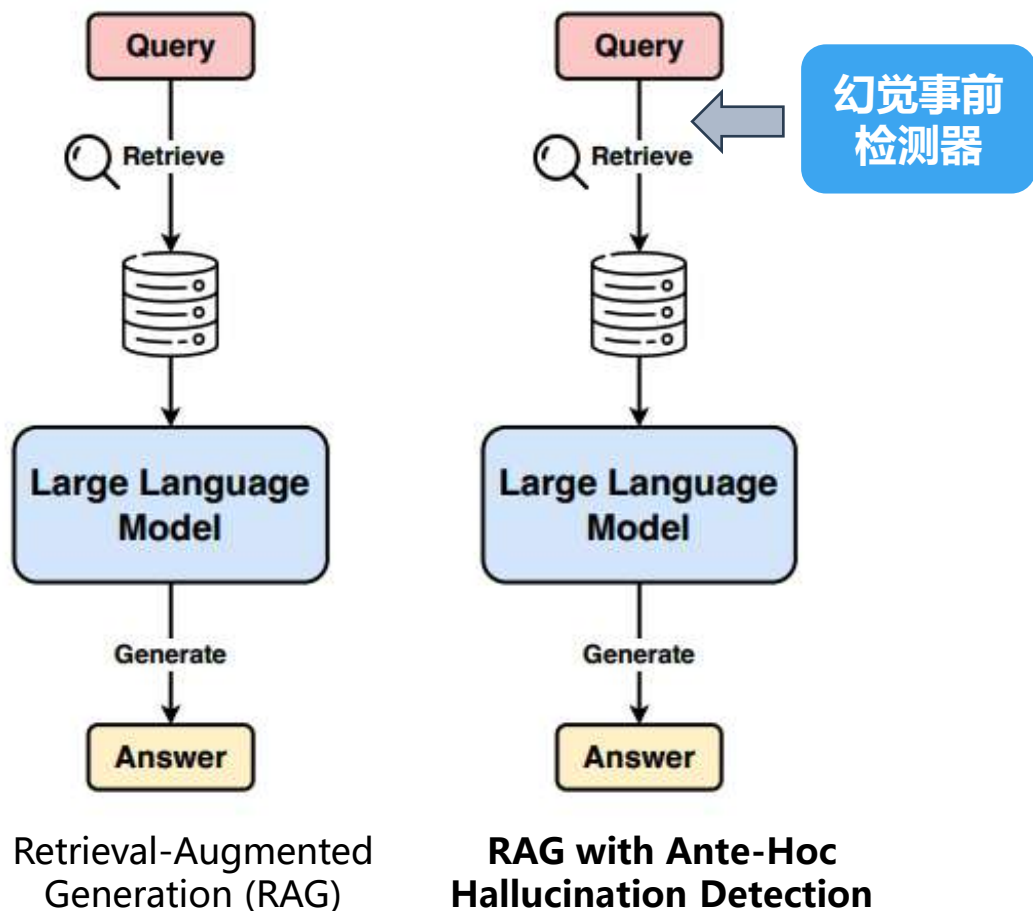 Query
Retrieve
Large Language
Model
Generate
Answer
Retrieval-Augmented
Generation (RAG)
Query
幻觉事前
检测器
Retrieve
Large Language
Model
Generate
Answer
RAG with Ante-Hoc
Hallucination Detection